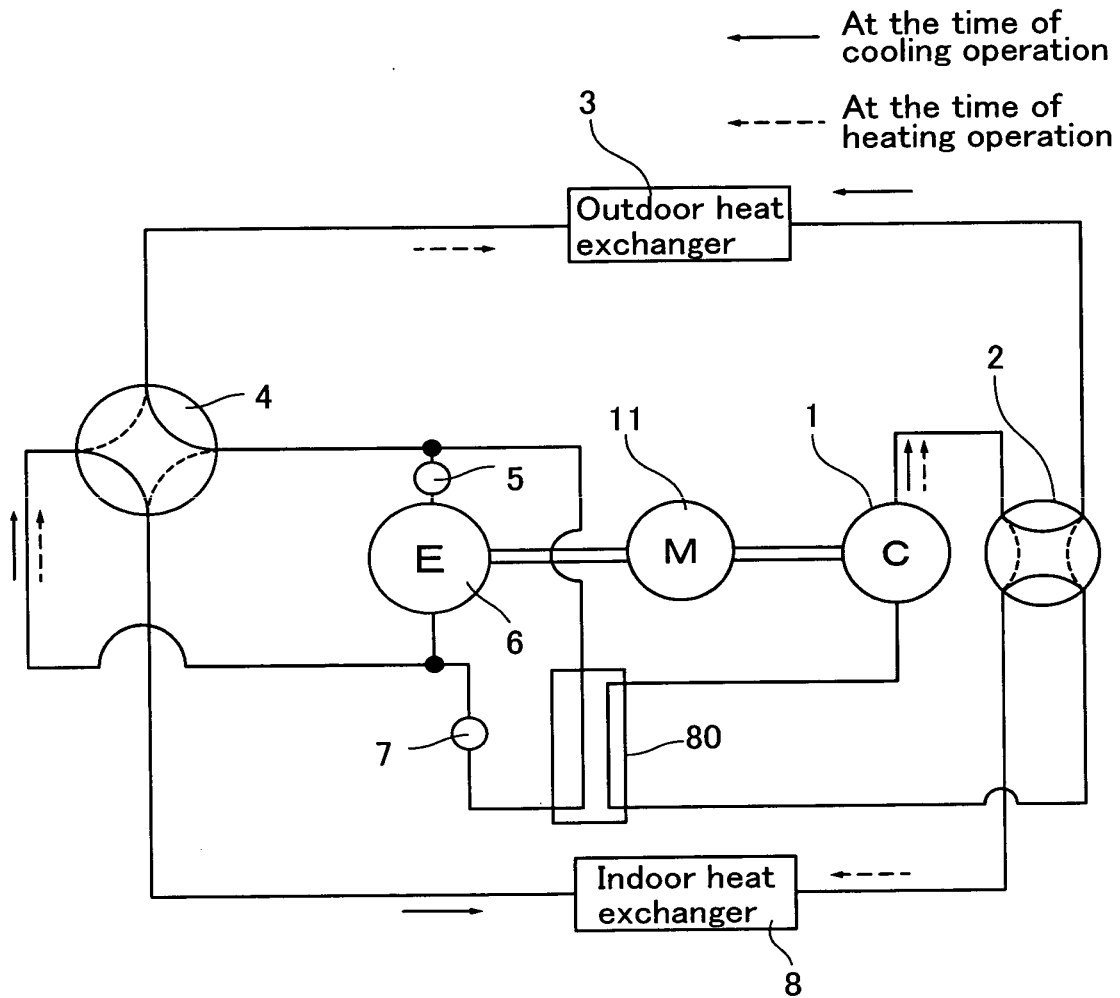 At the time of
cooling operation
At the time of
heating operation
3
Outdoor heat
exchanger
4
5
11
1
2
E
M
C
6
7
80
Indoor heat
exchanger
8